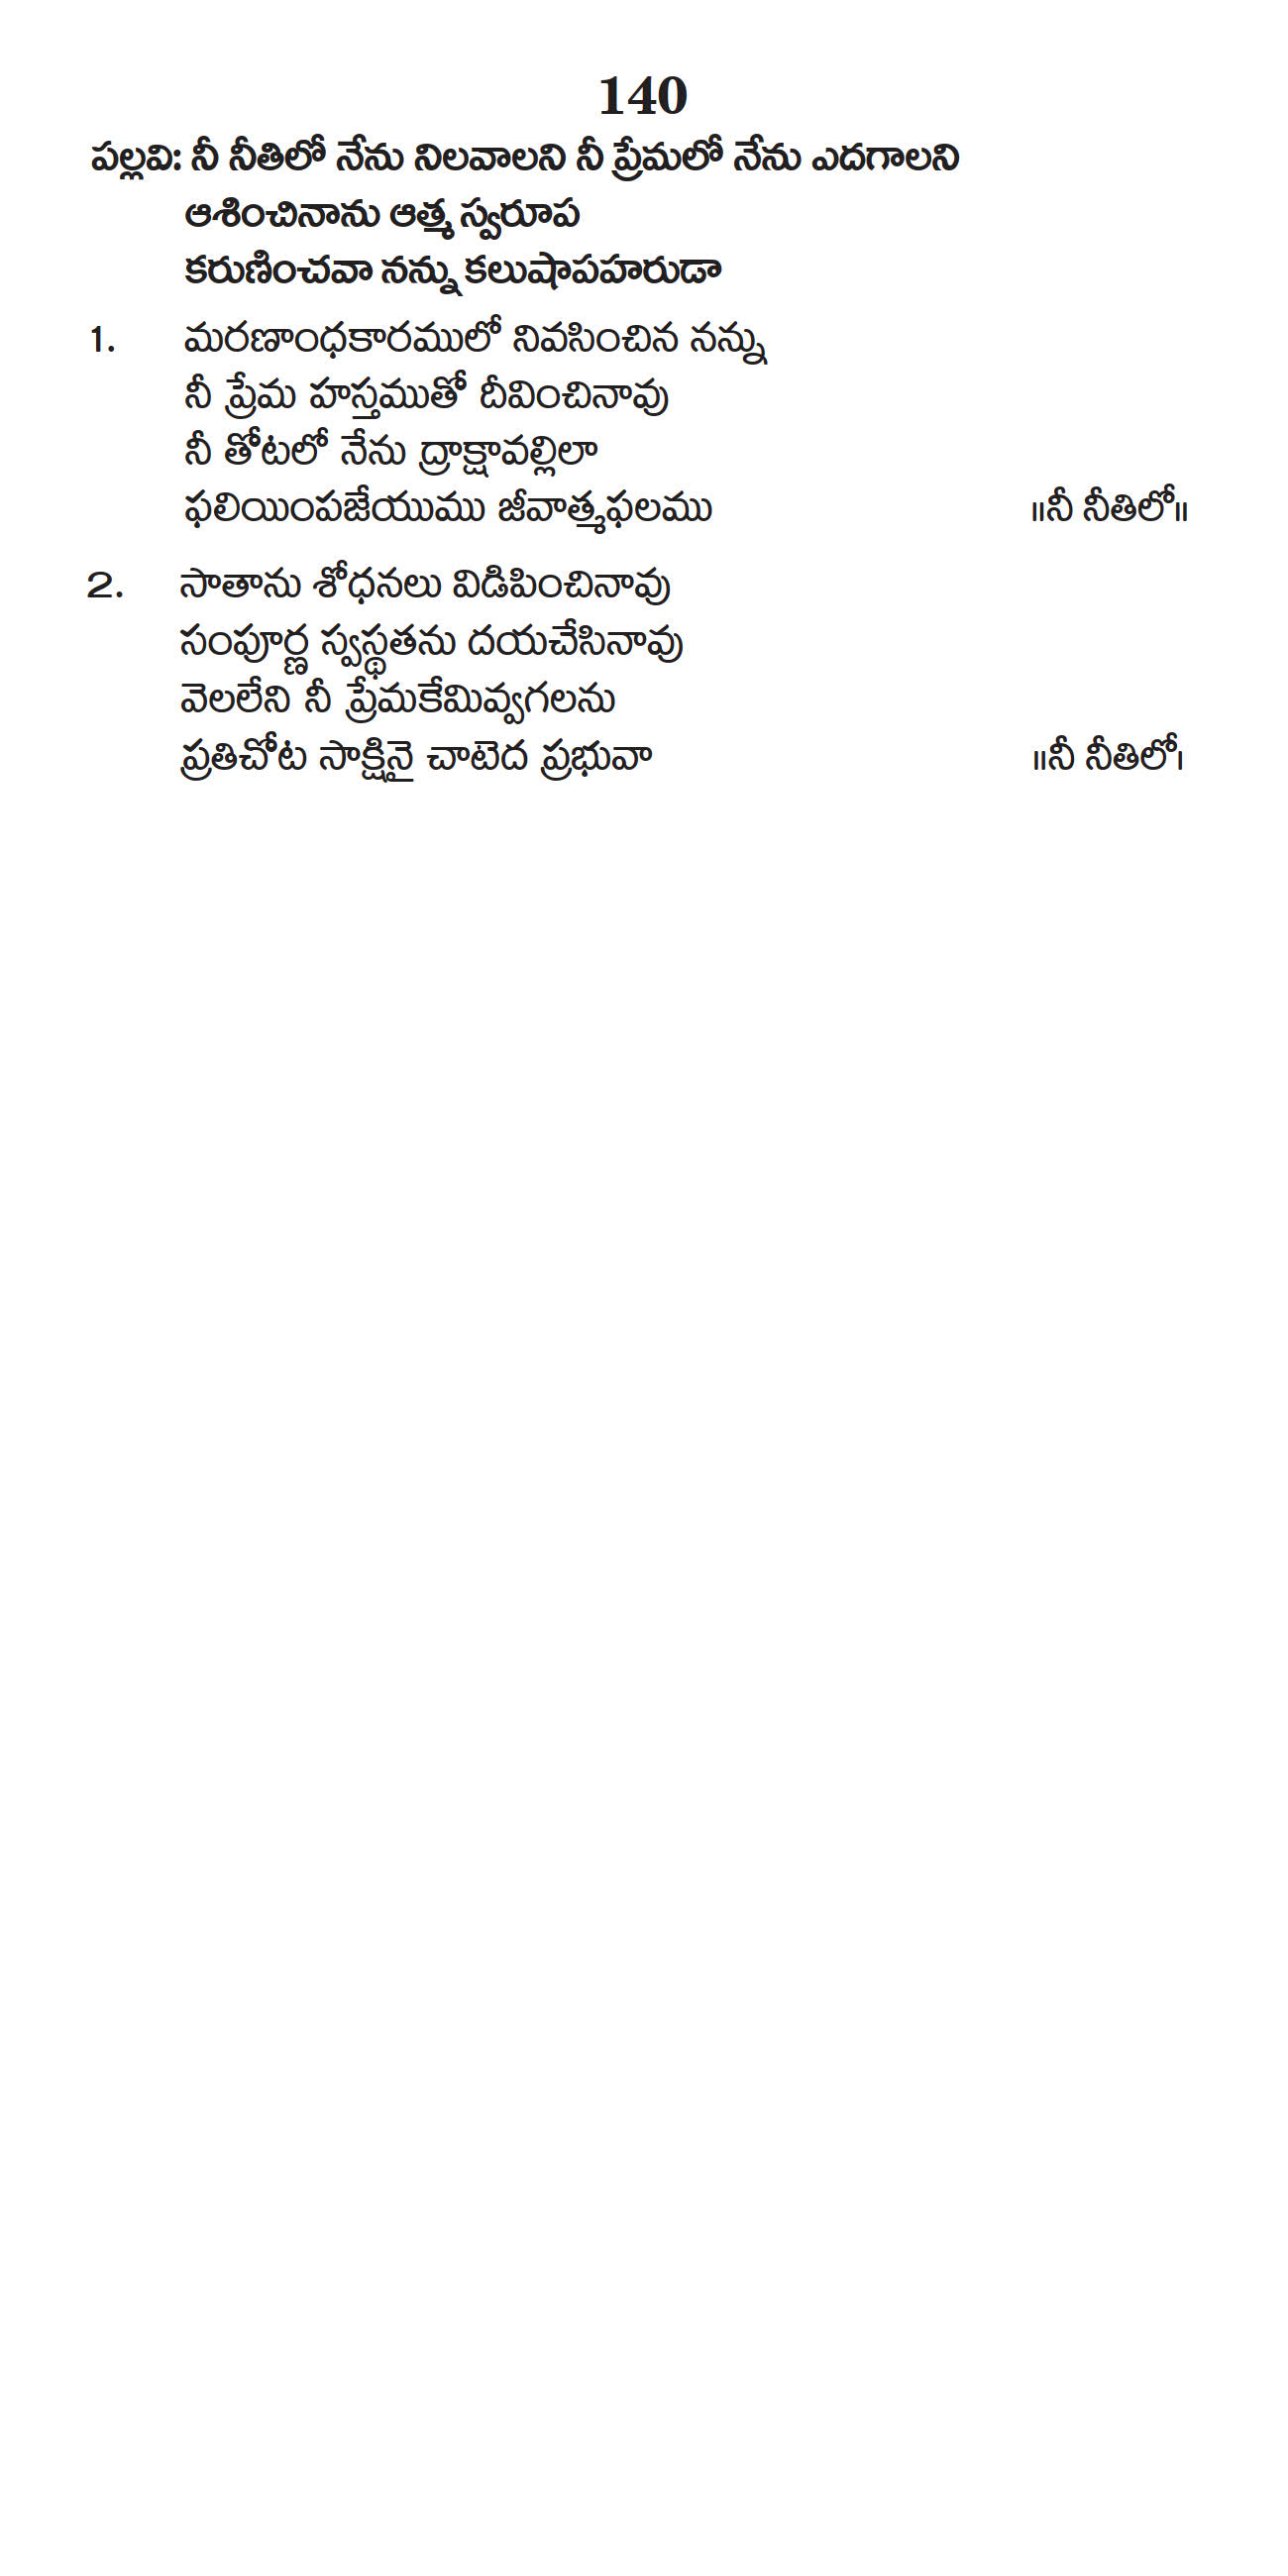 140
పల్లవి: నీ నీతిలో నేను నిలవాలని నీ ప్రేమలో నేను ఎదగాలని
ఆశించినాను ఆత్మ స్వరూప
కరుణించవా నన్ను కలుషాపహరుడా
1. మరణాంధకారములో నివసించిన నన్ను
నీ ప్రేమ హస్తముతో దీవించినావు
నీ తోటలో నేను ద్రాక్షావల్లిలా
ఫలియింపజేయుము జీవాత్మఫలము ॥నీ నీతిలో॥
2. సాతాను శోధనలు విడిపించినావు
సంపూర్ణ స్వస్థతను దయచేసినావు
వెలలేని నీ ప్రేమకేమివ్వగలను
ప్రతిచోట సాక్షినై చాటెద ప్రభువా ॥నీ నీతిలో।